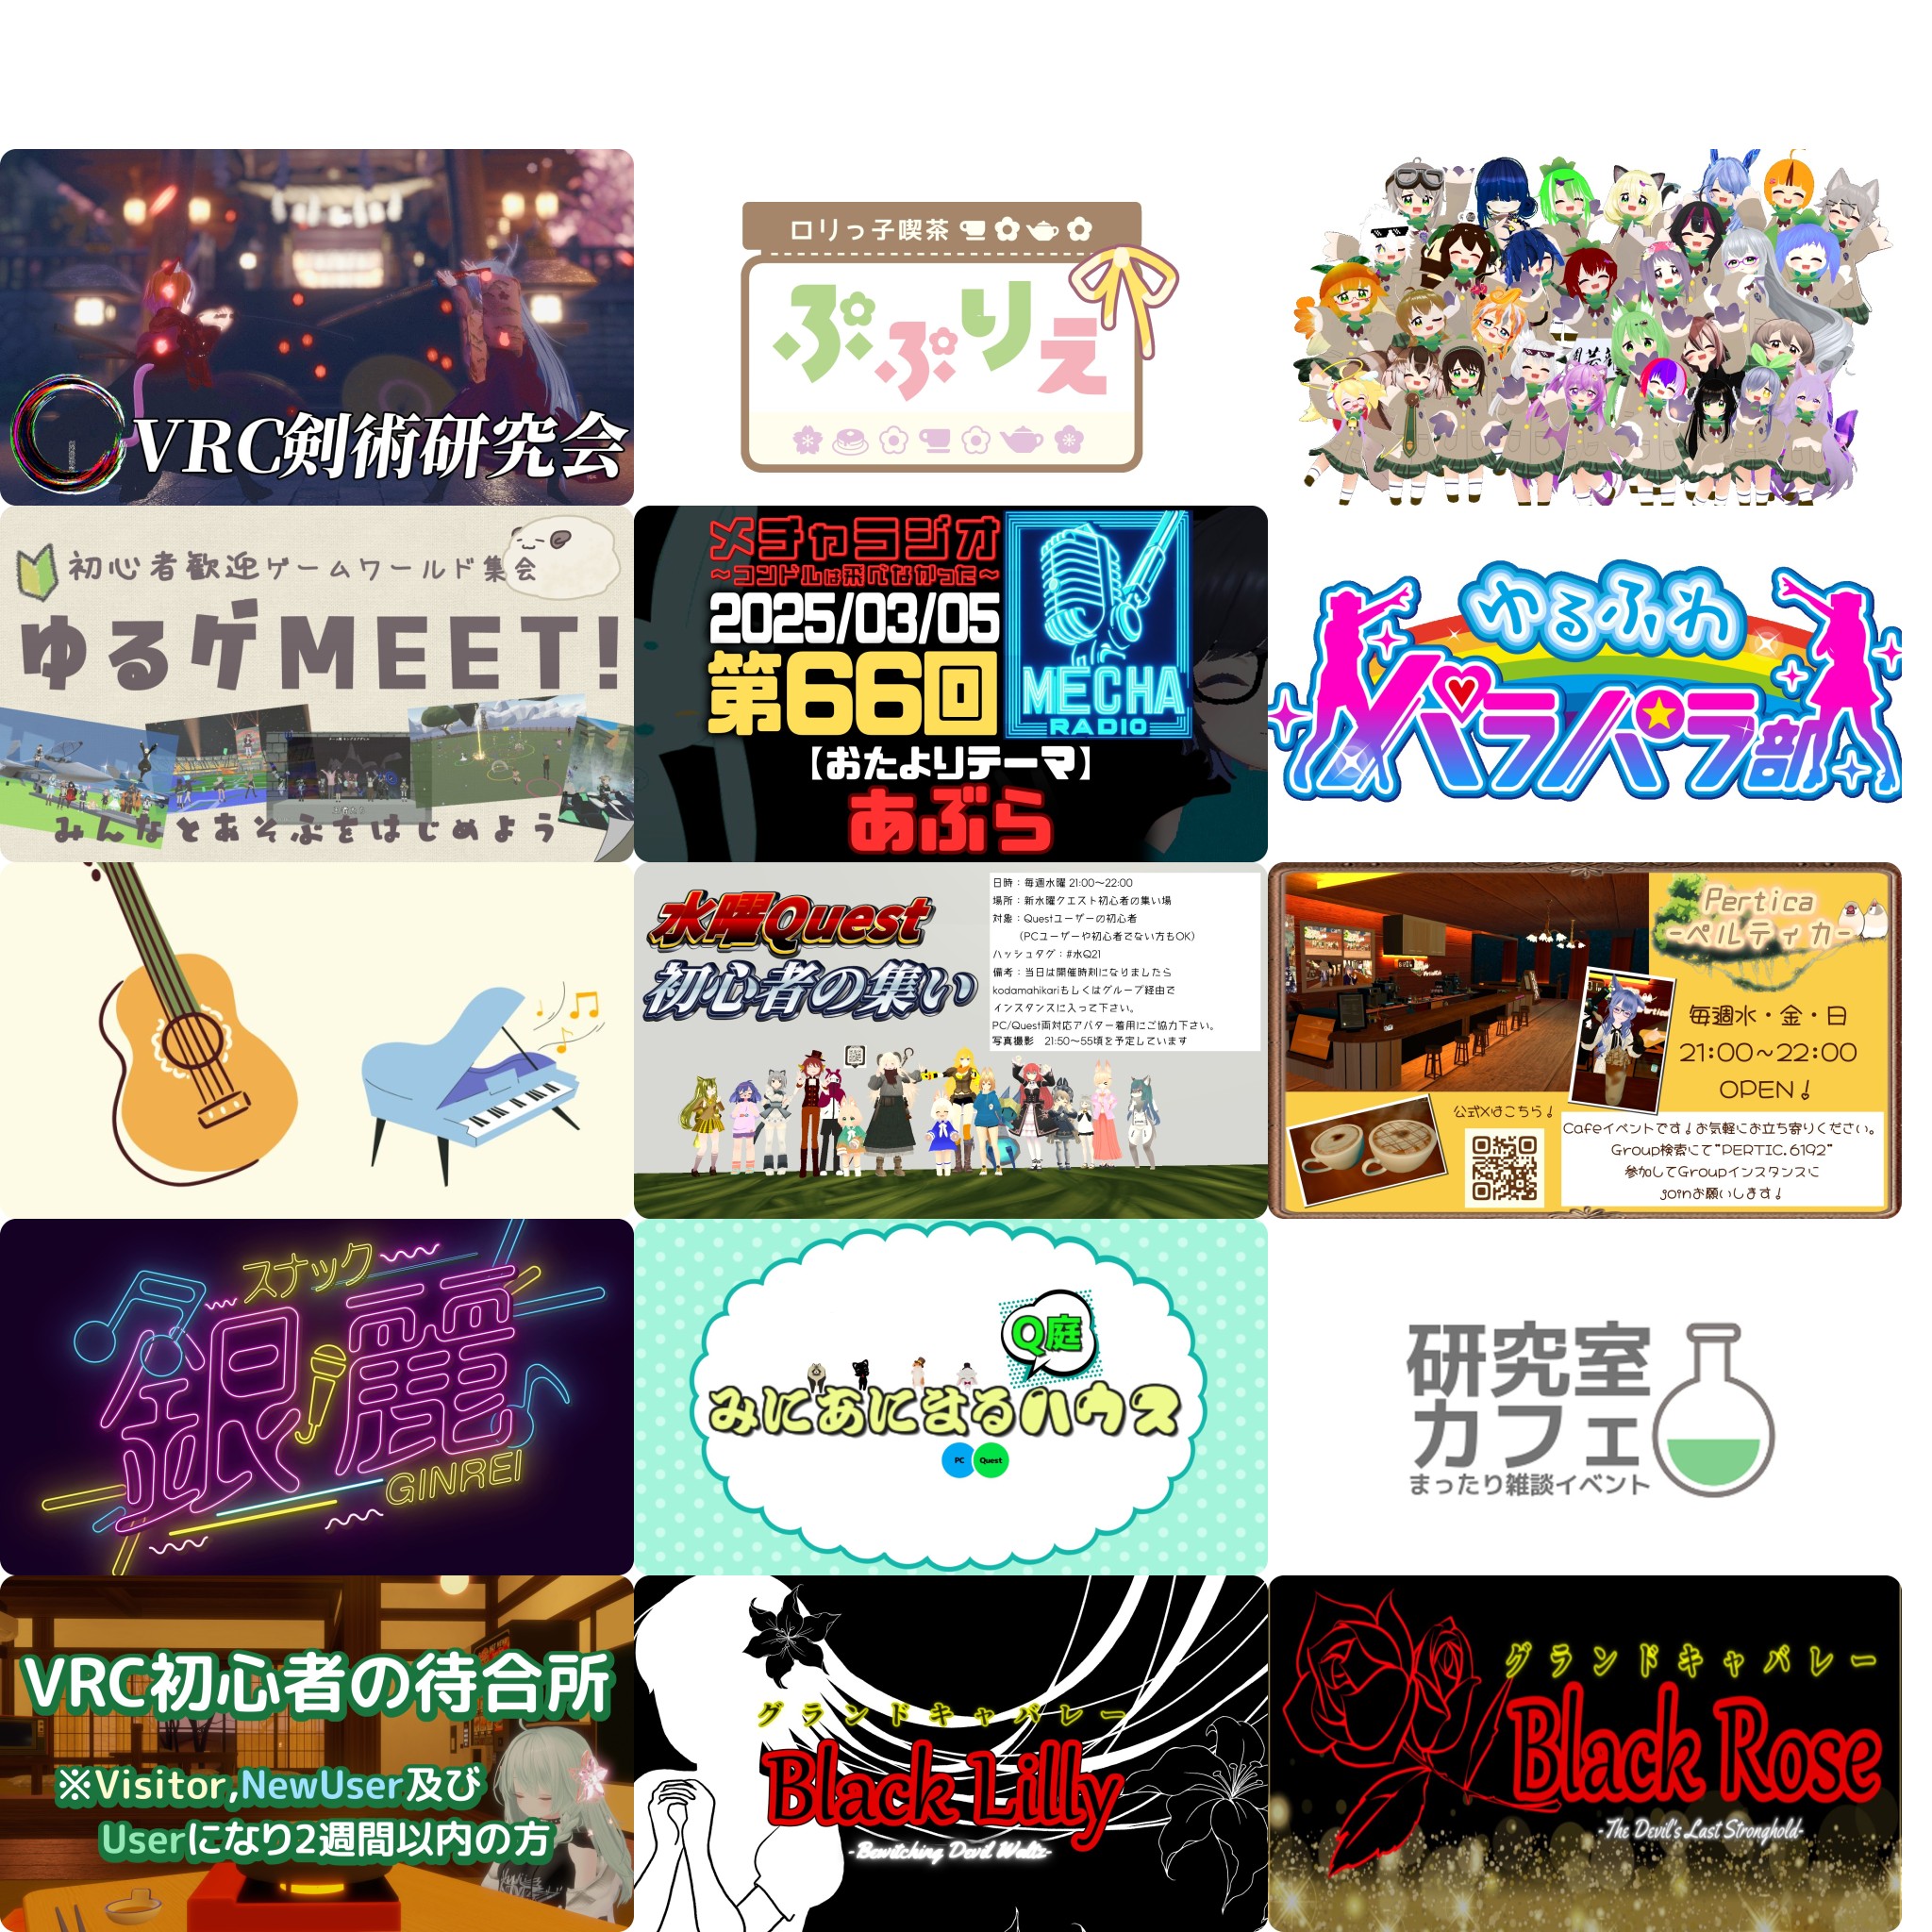 VRC剣術研究会
ロリっ子喫茶
ぷぷりえ
初心者歓迎ゲームワールド集会
ゆるゲMEET!
みんなとあそぶをはじめよう
メチャラジオ
～コンドルは飛べなかった～
2025/03/05
第66回
MECHA
RADIO
【おたよりテーマ】
あぶら
ゆるふわ
パラパラ部
水曜Quest
初心者の集い
日時：毎週水曜 21:00～22:00
場所：新水曜クエスト初心者の集い場
対象：Questユーザーの初心者
（PCユーザーや初心者でない方もOK）
ハッシュタグ：#水Q21
備考：当日は開催時刻になりましたら
kodamahikariもしくはグループ経由で
インスタンスに入って下さい。
PC/Quest両対応アバター着用にご協力下さい。
写真撮影　21:50～55頃を予定しています
Pertica
-ペルティカ-
毎週水・金・日
21:00~22:00
OPEN!
公式Xはこちら!
Cafeイベントです!お気軽にお立ち寄りください。
Group検索にて"PERTIC.6192"
参加してGroupインスタンスに
joinお願いします!
スナック
銀麗
GINREI
Q庭
みにあにまるハウス
PC
Quest
研究室
カフェ
まったり雑談イベント
VRC初心者の待合所
※Visitor,NewUser及び
Userになり2週間以内の方
グランドキャバレー
Black Lilly
-Bewitching Devil Waltz-
グランドキャバレー
Black Rose
-The Devil's Last Stronghold-